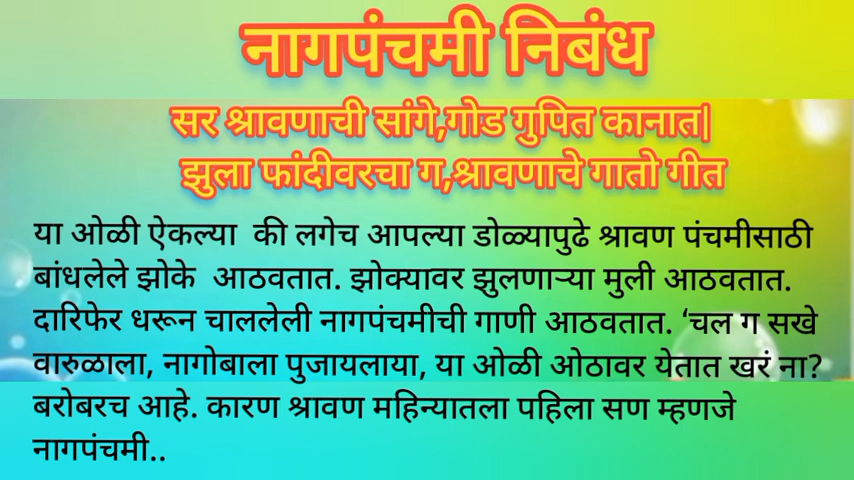 नागपंचमी निबंध
सर श्रावणाची सांगे,गोड गुपित कानात|
झुला फांदीवरचा ग,श्रावणाचे गातो गीत
या ओळी ऐकल्या की लगेच आपल्या डोळ्यापुढे श्रावण पंचमीसाठी
बांधलेले झोके आठवतात. झोक्यावर झुलणाऱ्या मुली आठवतात.
दारिफेर धरून चाललेली नागपंचमीची गाणी आठवतात. ‘चल ग सखे
वारुळाला, नागोबाला पुजायलाया, या ओळी ओठावर येतात खरं ना?
बरोबरच आहे. कारण श्रावण महिन्यातला पहिला सण म्हणजे
नागपंचमी..